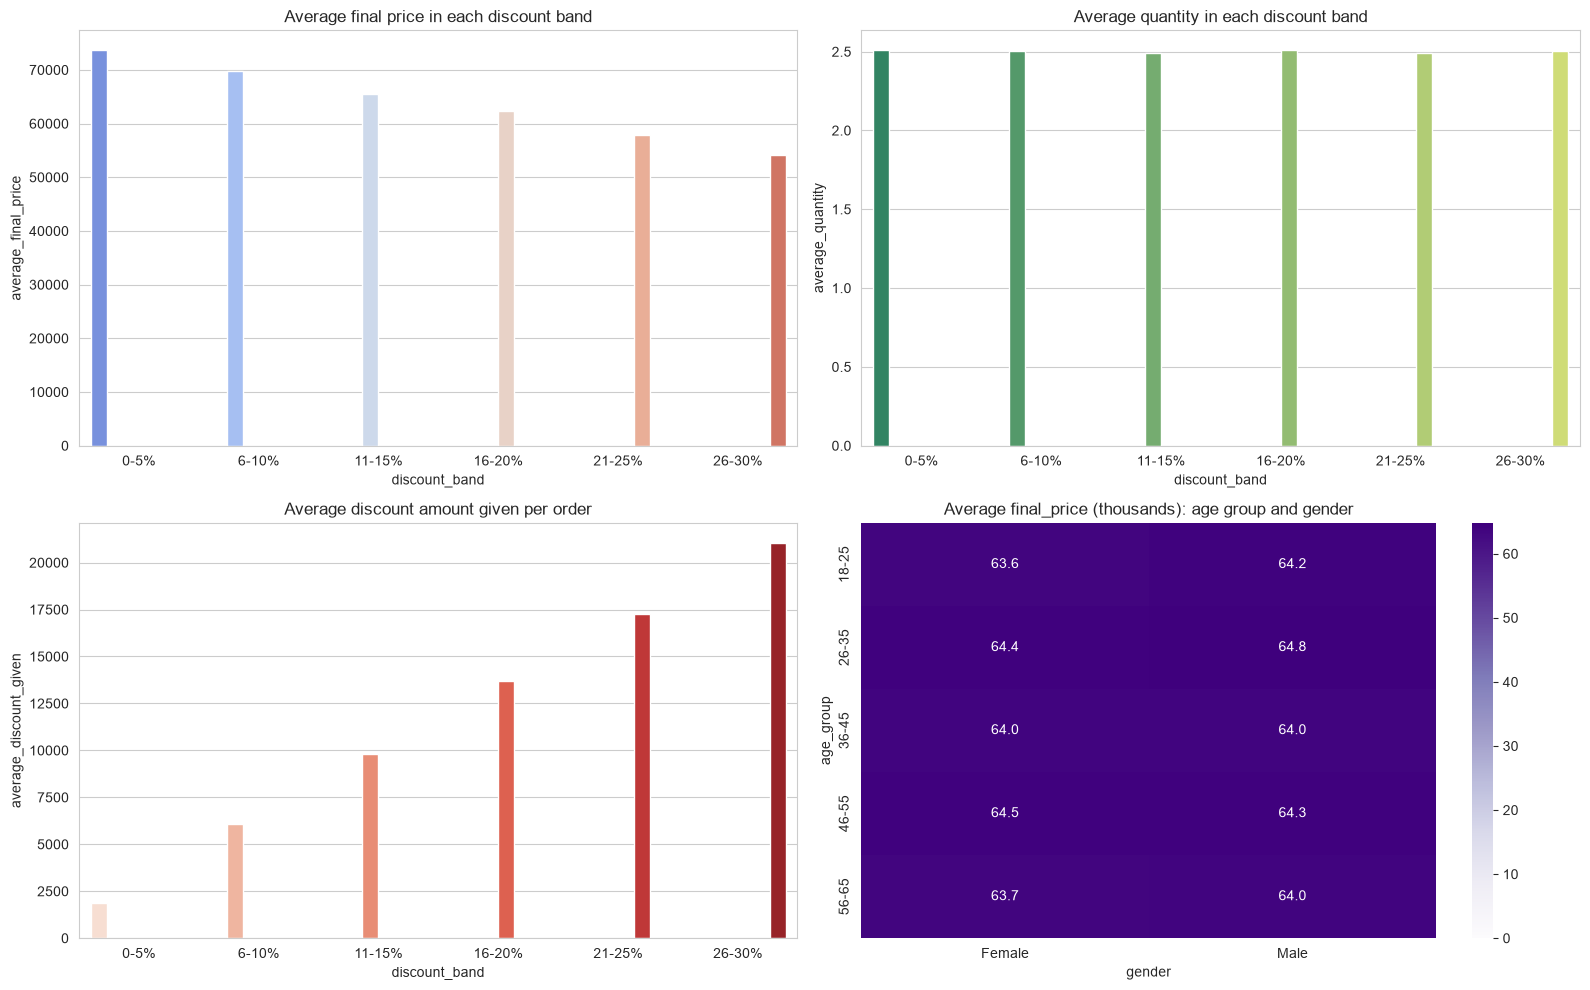 Average final price in each discount band
average_final_price
70000
60000
50000
40000
30000
20000
10000
0
0-5% 6-10% 11-15% 16-20% 21-25% 26-30%
discount_band
Average quantity in each discount band
average_quantity
2.5
2.0
1.5
1.0
0.5
0.0
0-5% 6-10% 11-15% 16-20% 21-25% 26-30%
discount_band
Average discount amount given per order
average_discount_given
20000
17500
15000
12500
10000
7500
5000
2500
0
0-5% 6-10% 11-15% 16-20% 21-25% 26-30%
discount_band
Average final_price (thousands): age group and gender
age_group
18-25 63.6 64.2
26-35 64.4 64.8
36-45 64.0 64.0
46-55 64.5 64.3
56-65 63.7 64.0
Female Male
gender
60
50
40
30
20
10
0